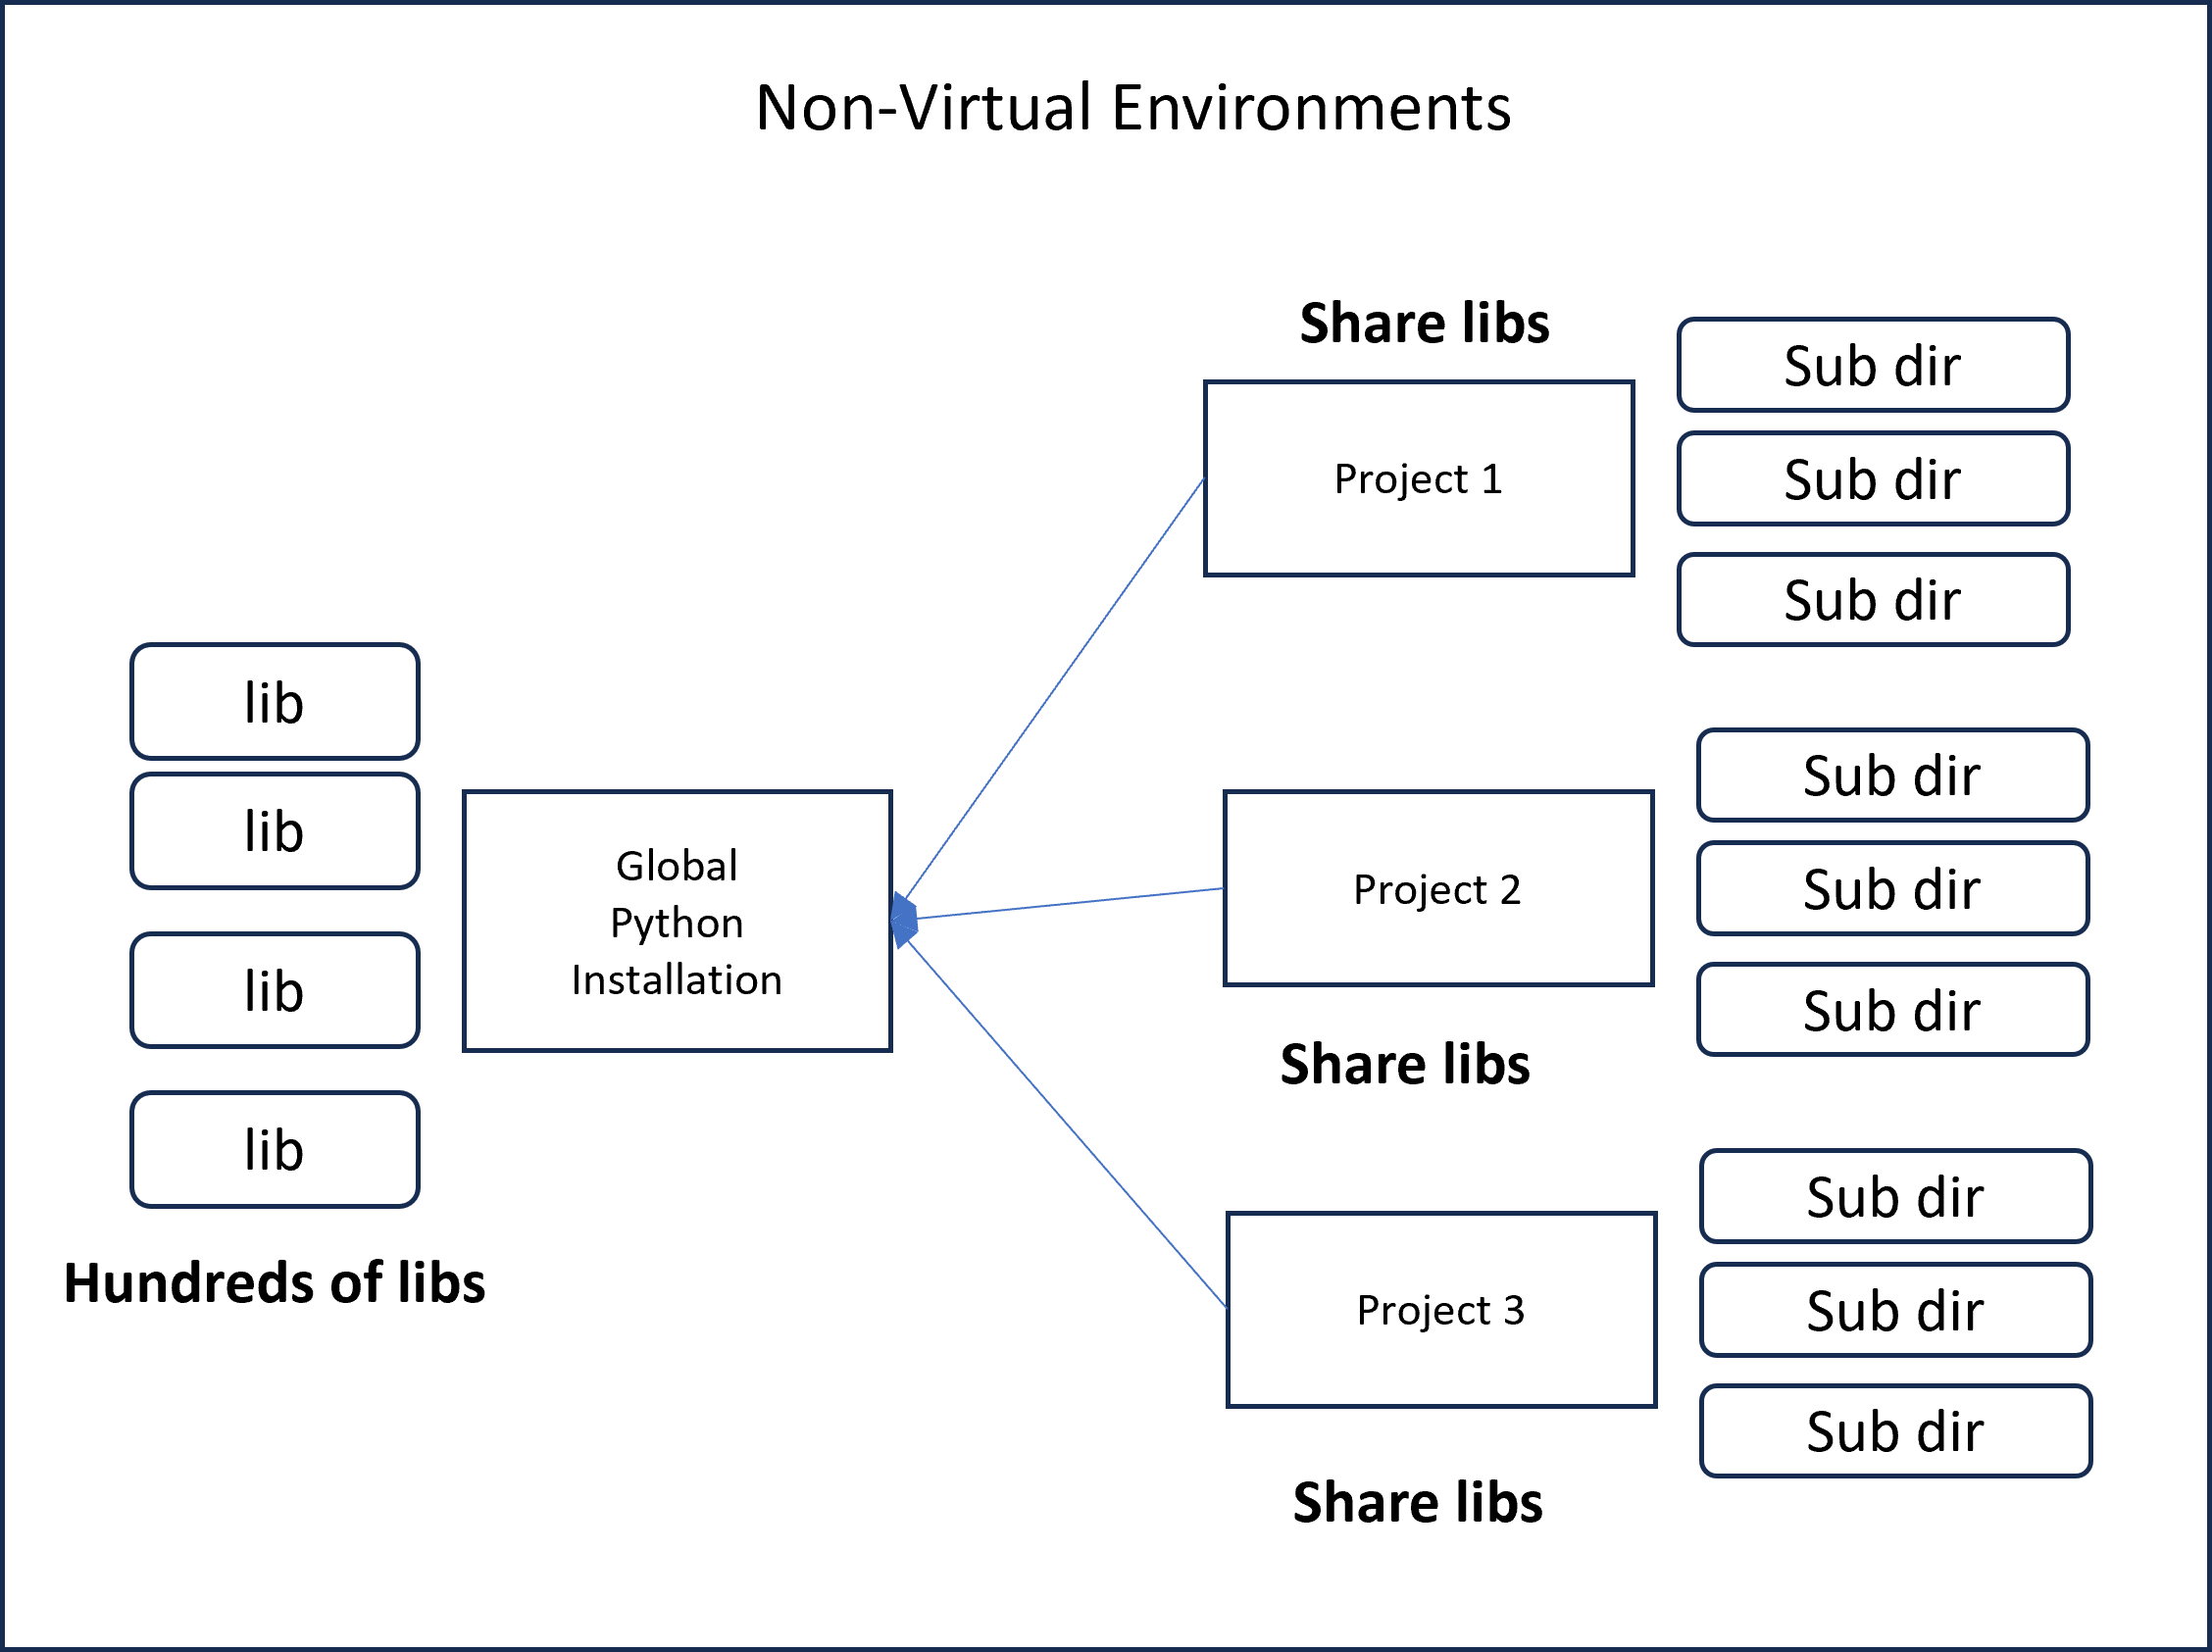 Non-Virtual Environments
Share libs
Project 1
Sub dir
Sub dir
Sub dir
lib
lib
lib
lib
Hundreds of libs
Global
Python
Installation
Project 2
Share libs
Sub dir
Sub dir
Sub dir
Project 3
Share libs
Sub dir
Sub dir
Sub dir